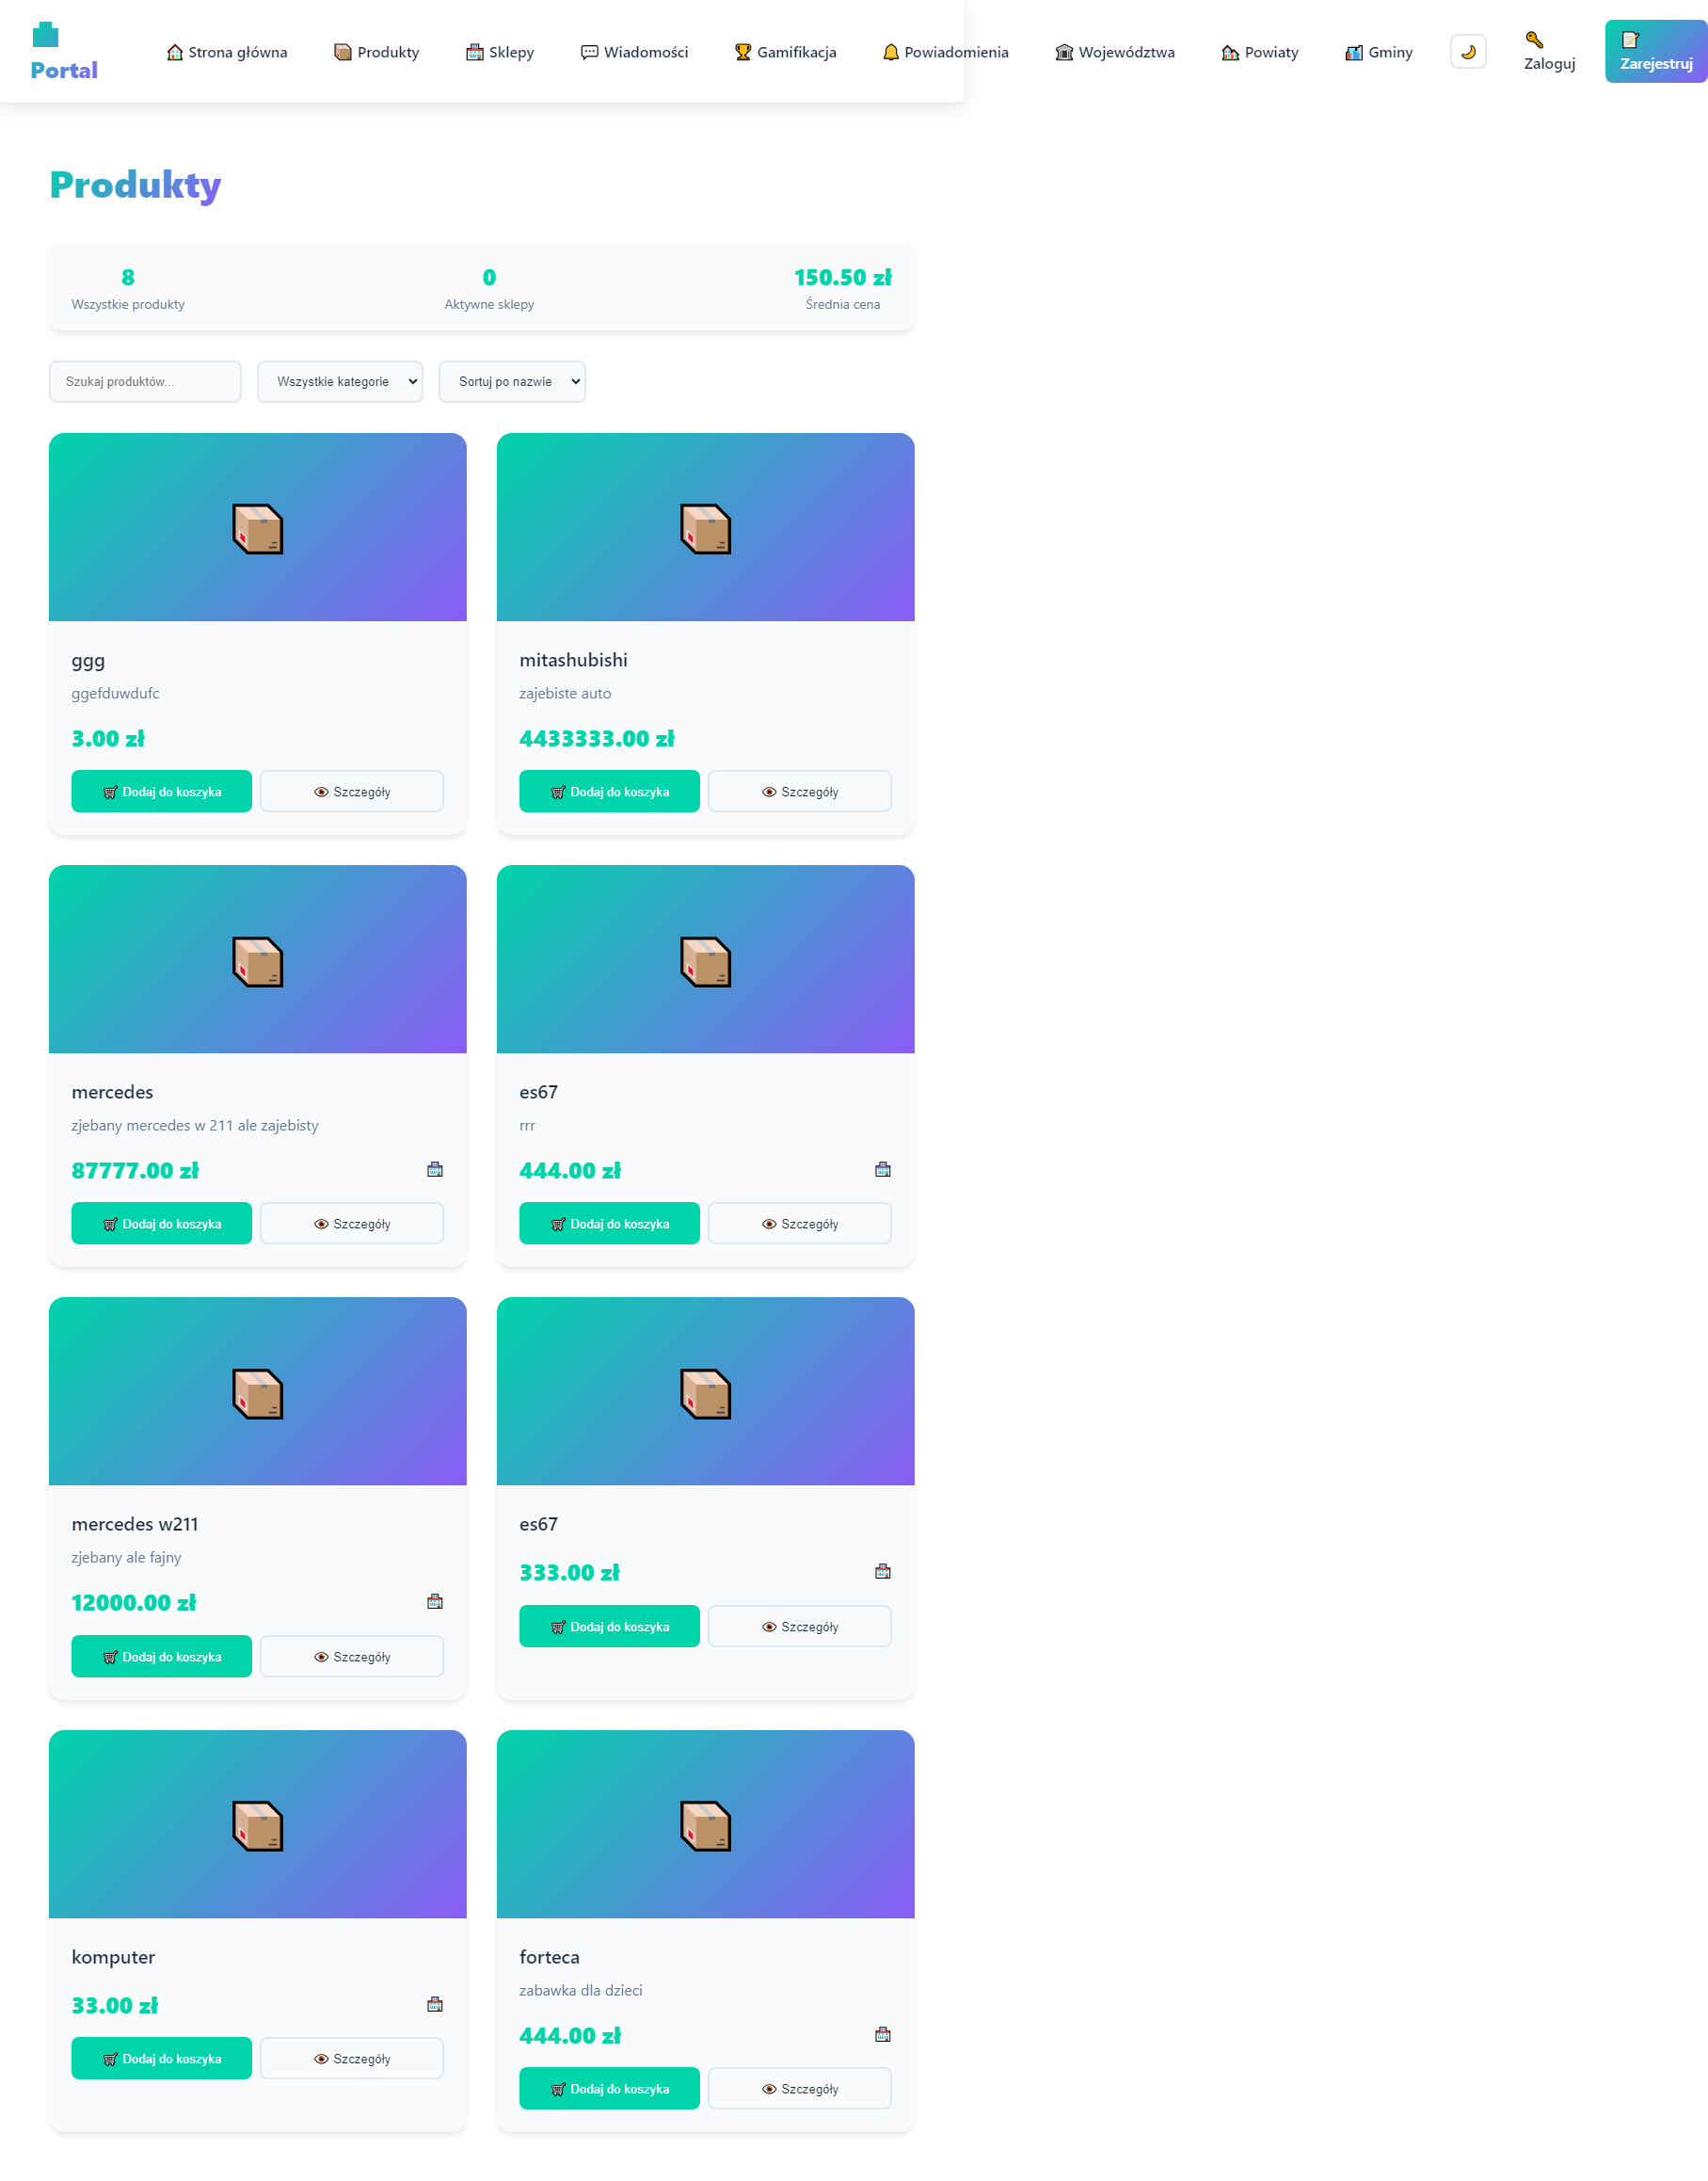 Portal
Strona główna
Produkty
Sklepy
Wiadomości
Gamifikacja
Powiadomienia
Województwa
Powiaty
Gminy
Zaloguj
Zarejestruj
Produkty
8
Wszystkie produkty
0
Aktywne sklepy
150.50 zł
Średnia cena
Szukaj produktów...
Wszystkie kategorie
Sortuj po nazwie
ggg
ggefduwdufc
3.00 zł
Dodaj do koszyka
Szczegóły
mitashubishi
zajebiste auto
4433333.00 zł
Dodaj do koszyka
Szczegóły
mercedes
zjebany mercedes w 211 ale zajebisty
87777.00 zł
Dodaj do koszyka
Szczegóły
es67
rrr
444.00 zł
Dodaj do koszyka
Szczegóły
mercedes w211
zjebany ale fajny
12000.00 zł
Dodaj do koszyka
Szczegóły
es67
333.00 zł
Dodaj do koszyka
Szczegóły
komputer
33.00 zł
Dodaj do koszyka
Szczegóły
forteca
zabawka dla dzieci
444.00 zł
Dodaj do koszyka
Szczegóły